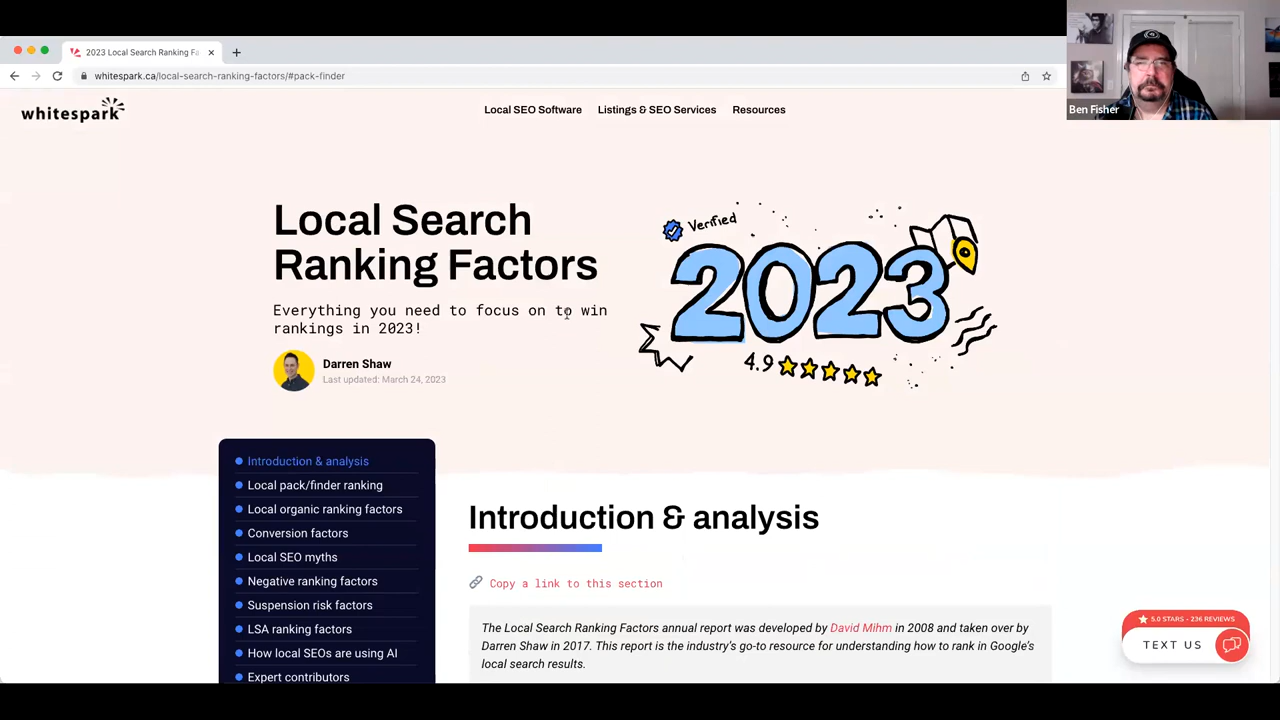 2023 Local Search Ranking Fa
whitespark.ca/local-search-ranking-factors/#pack-finder
Ben Fisher
whitespark
Local SEO Software
Listings & SEO Services
Resources
Local Search
Ranking Factors
Everything you need to focus on to win
rankings in 2023!
Darren Shaw
Last updated: March 24, 2023
Verified
2023
4.9
Introduction & analysis
Local pack/finder ranking
Local organic ranking factors
Conversion factors
Local SEO myths
Negative ranking factors
Suspension risk factors
LSA ranking factors
How local SEOs are using AI
Expert contributors
Introduction & analysis
Copy a link to this section
The Local Search Ranking Factors annual report was developed by David Mihm in 2008 and taken over by
Darren Shaw in 2017. This report is the industry's go-to resource for understanding how to rank in Google's
local search results.
5.0 STARS - 236 REVIEWS
TEXT US